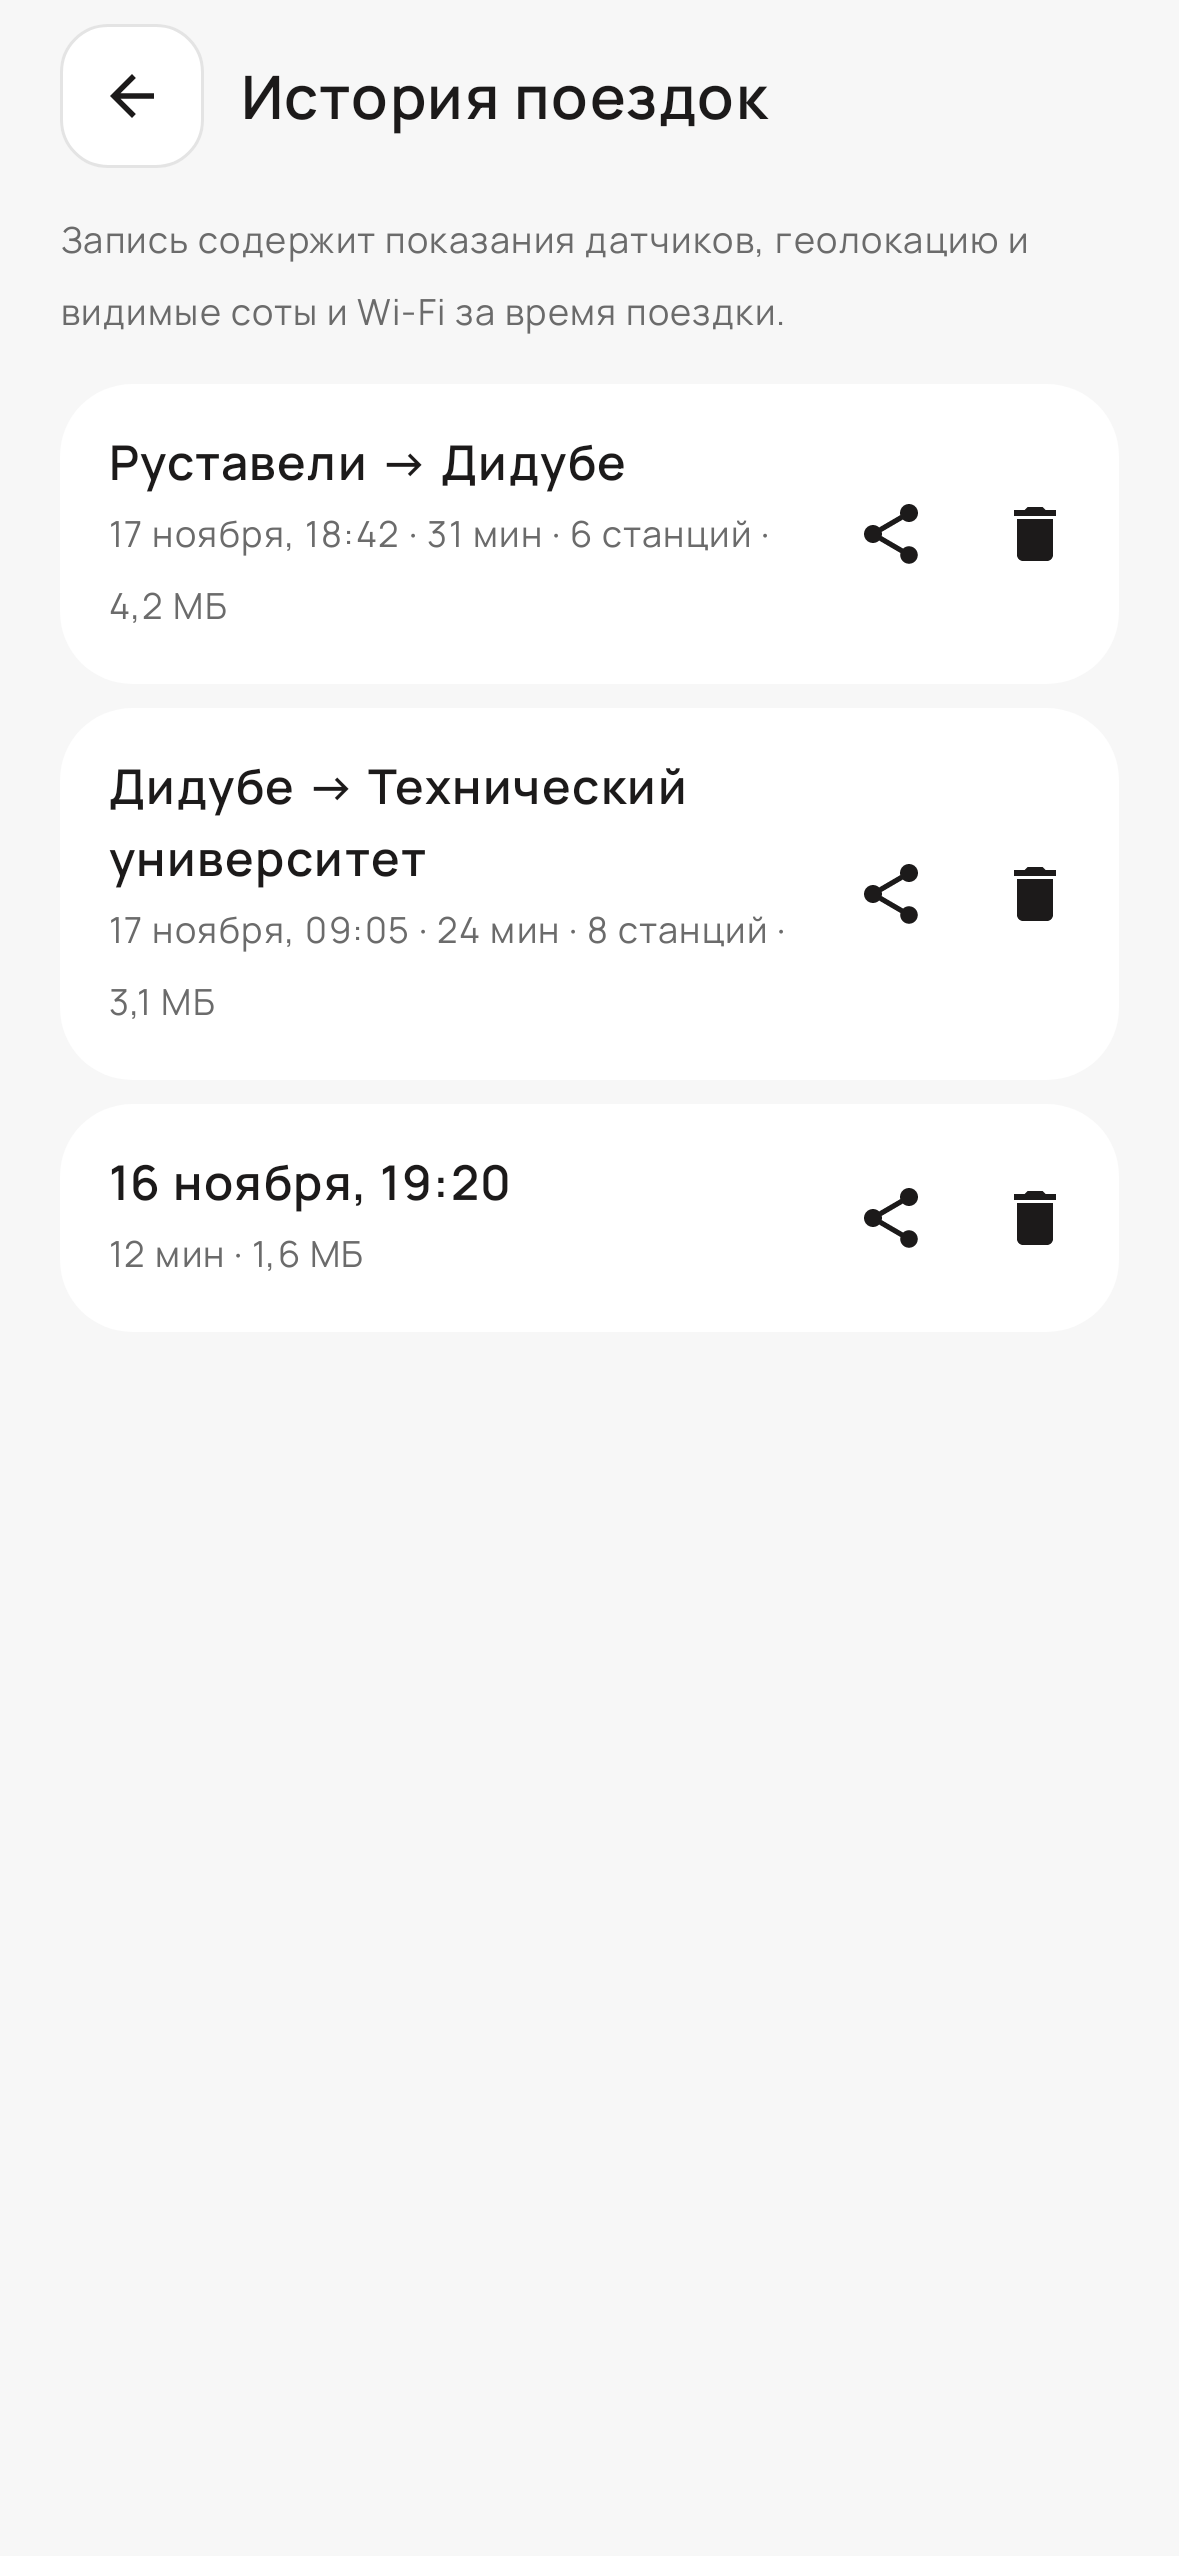 История поездок
Запись содержит показания датчиков, геолокацию и
видимые соты и Wi-Fi за время поездки.
Руставели → Дидубе
17 ноября, 18:42 · 31 мин · 6 станций ·
4,2 МБ
Дидубе → Технический
университет
17 ноября, 09:05 · 24 мин · 8 станций ·
3,1 МБ
16 ноября, 19:20
12 мин · 1,6 МБ